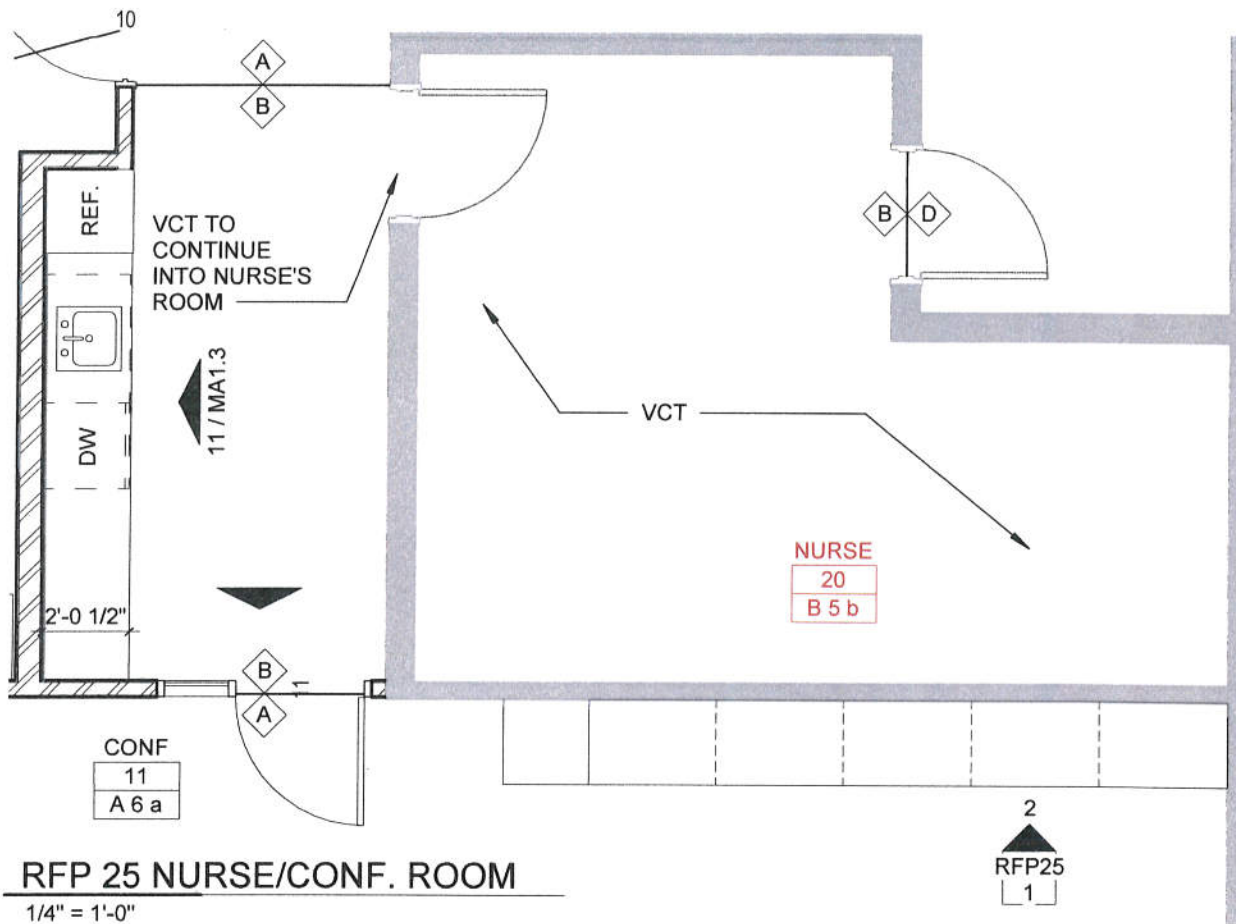 10
A
B
REF.
VCT TO
CONTINUE
INTO NURSE'S
ROOM
B D
11 / MA1.3
VCT
DW
NURSE
20
B 5 b
2'-0 1/2"
B
11
A
CONF
11
A 6 a
2
RFP25
1
RFP 25 NURSE/CONF. ROOM
1/4" = 1'-0"